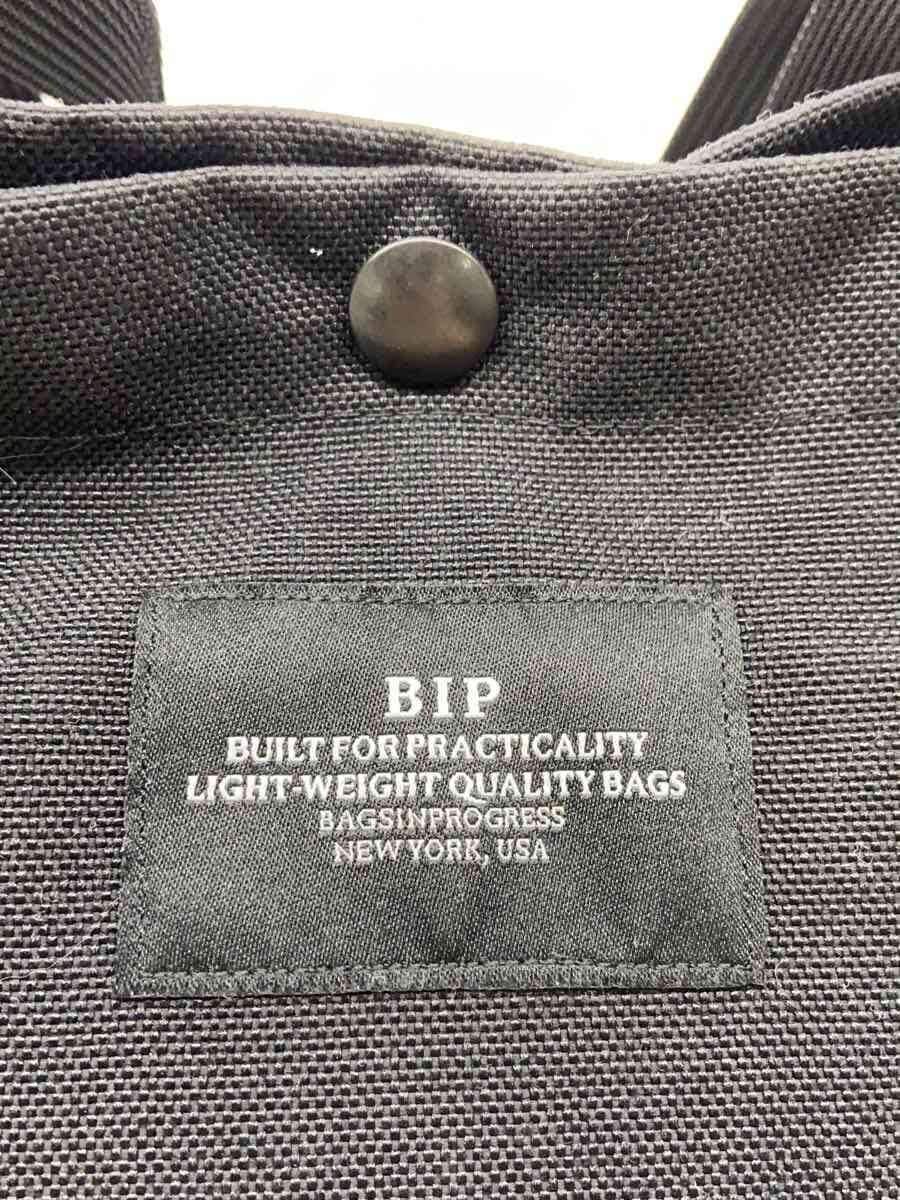 BIP
BUILT FOR PRACTICALITY
LIGHT-WEIGHT QUALITY BAGS
BAGSINPROGRESS
NEW YORK, USA